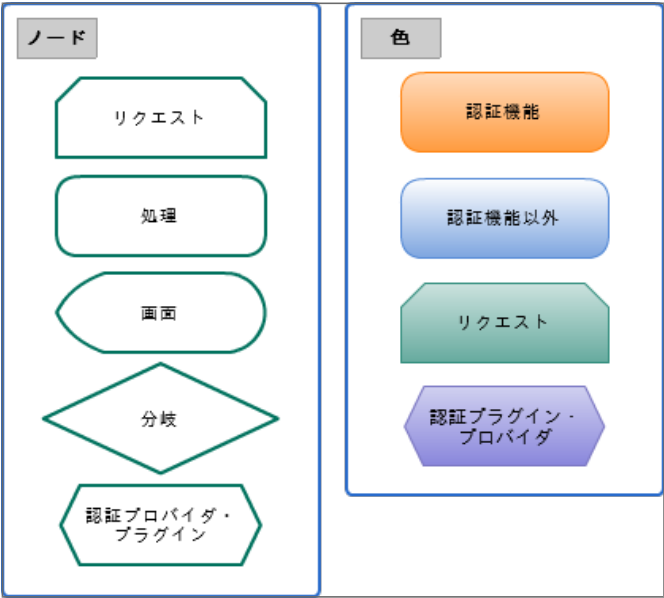 ノード
リクエスト
処理
画面
分岐
認証プロバイダ・
プラグイン
色
認証機能
認証機能以外
リクエスト
認証プラグイン・
プロバイダ